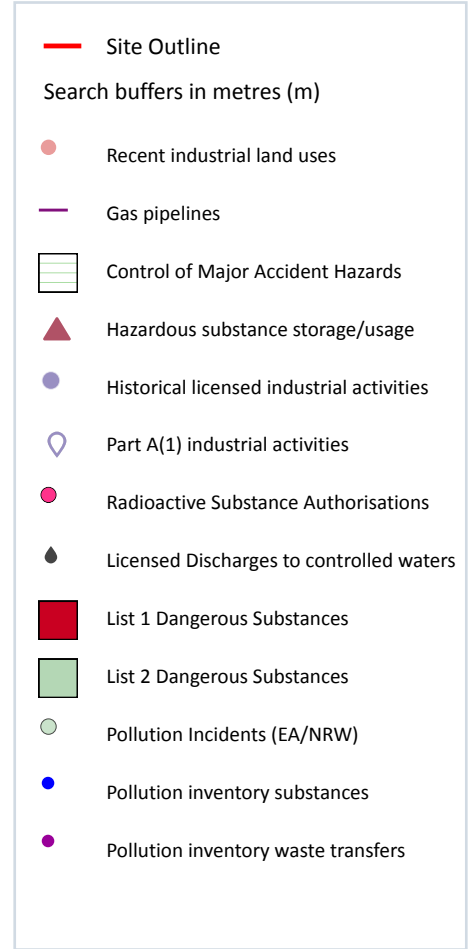 Site Outline
Search buffers in metres (m)
Recent industrial land uses
Gas pipelines
Control of Major Accident Hazards
Hazardous substance storage/usage
Historical licensed industrial activities
Part A(1) industrial activities
Radioactive Substance Authorisations
Licensed Discharges to controlled waters
List 1 Dangerous Substances
List 2 Dangerous Substances
Pollution Incidents (EA/NRW)
Pollution inventory substances
Pollution inventory waste transfers